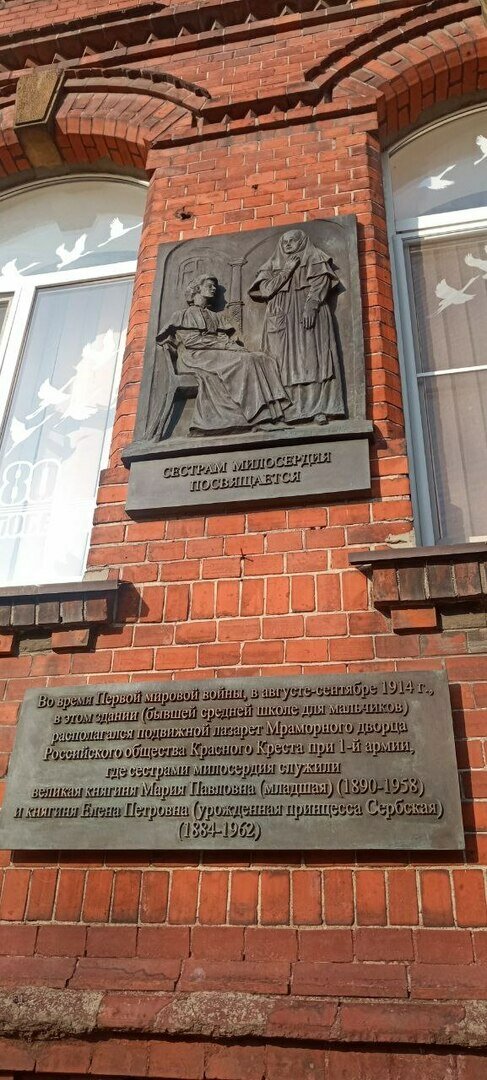 СЕСТРАМ МИЛОСЕРДИЯ
ПОСВЯЩАЕТСЯ
Во время Первой мировой войны, в августе-сентябре 1914 г.,
в этом здании (бывшей средней школе для мальчиков)
располагался подвижной лазарет Мраморного дворца
Российского общества Красного Креста при 1-й армии,
где сестрами милосердия служили
великая княгиня Мария Павловна (младшая) (1890-1958)
и княгиня Елена Петровна (урожденная принцесса Сербская)
(1884-1962)